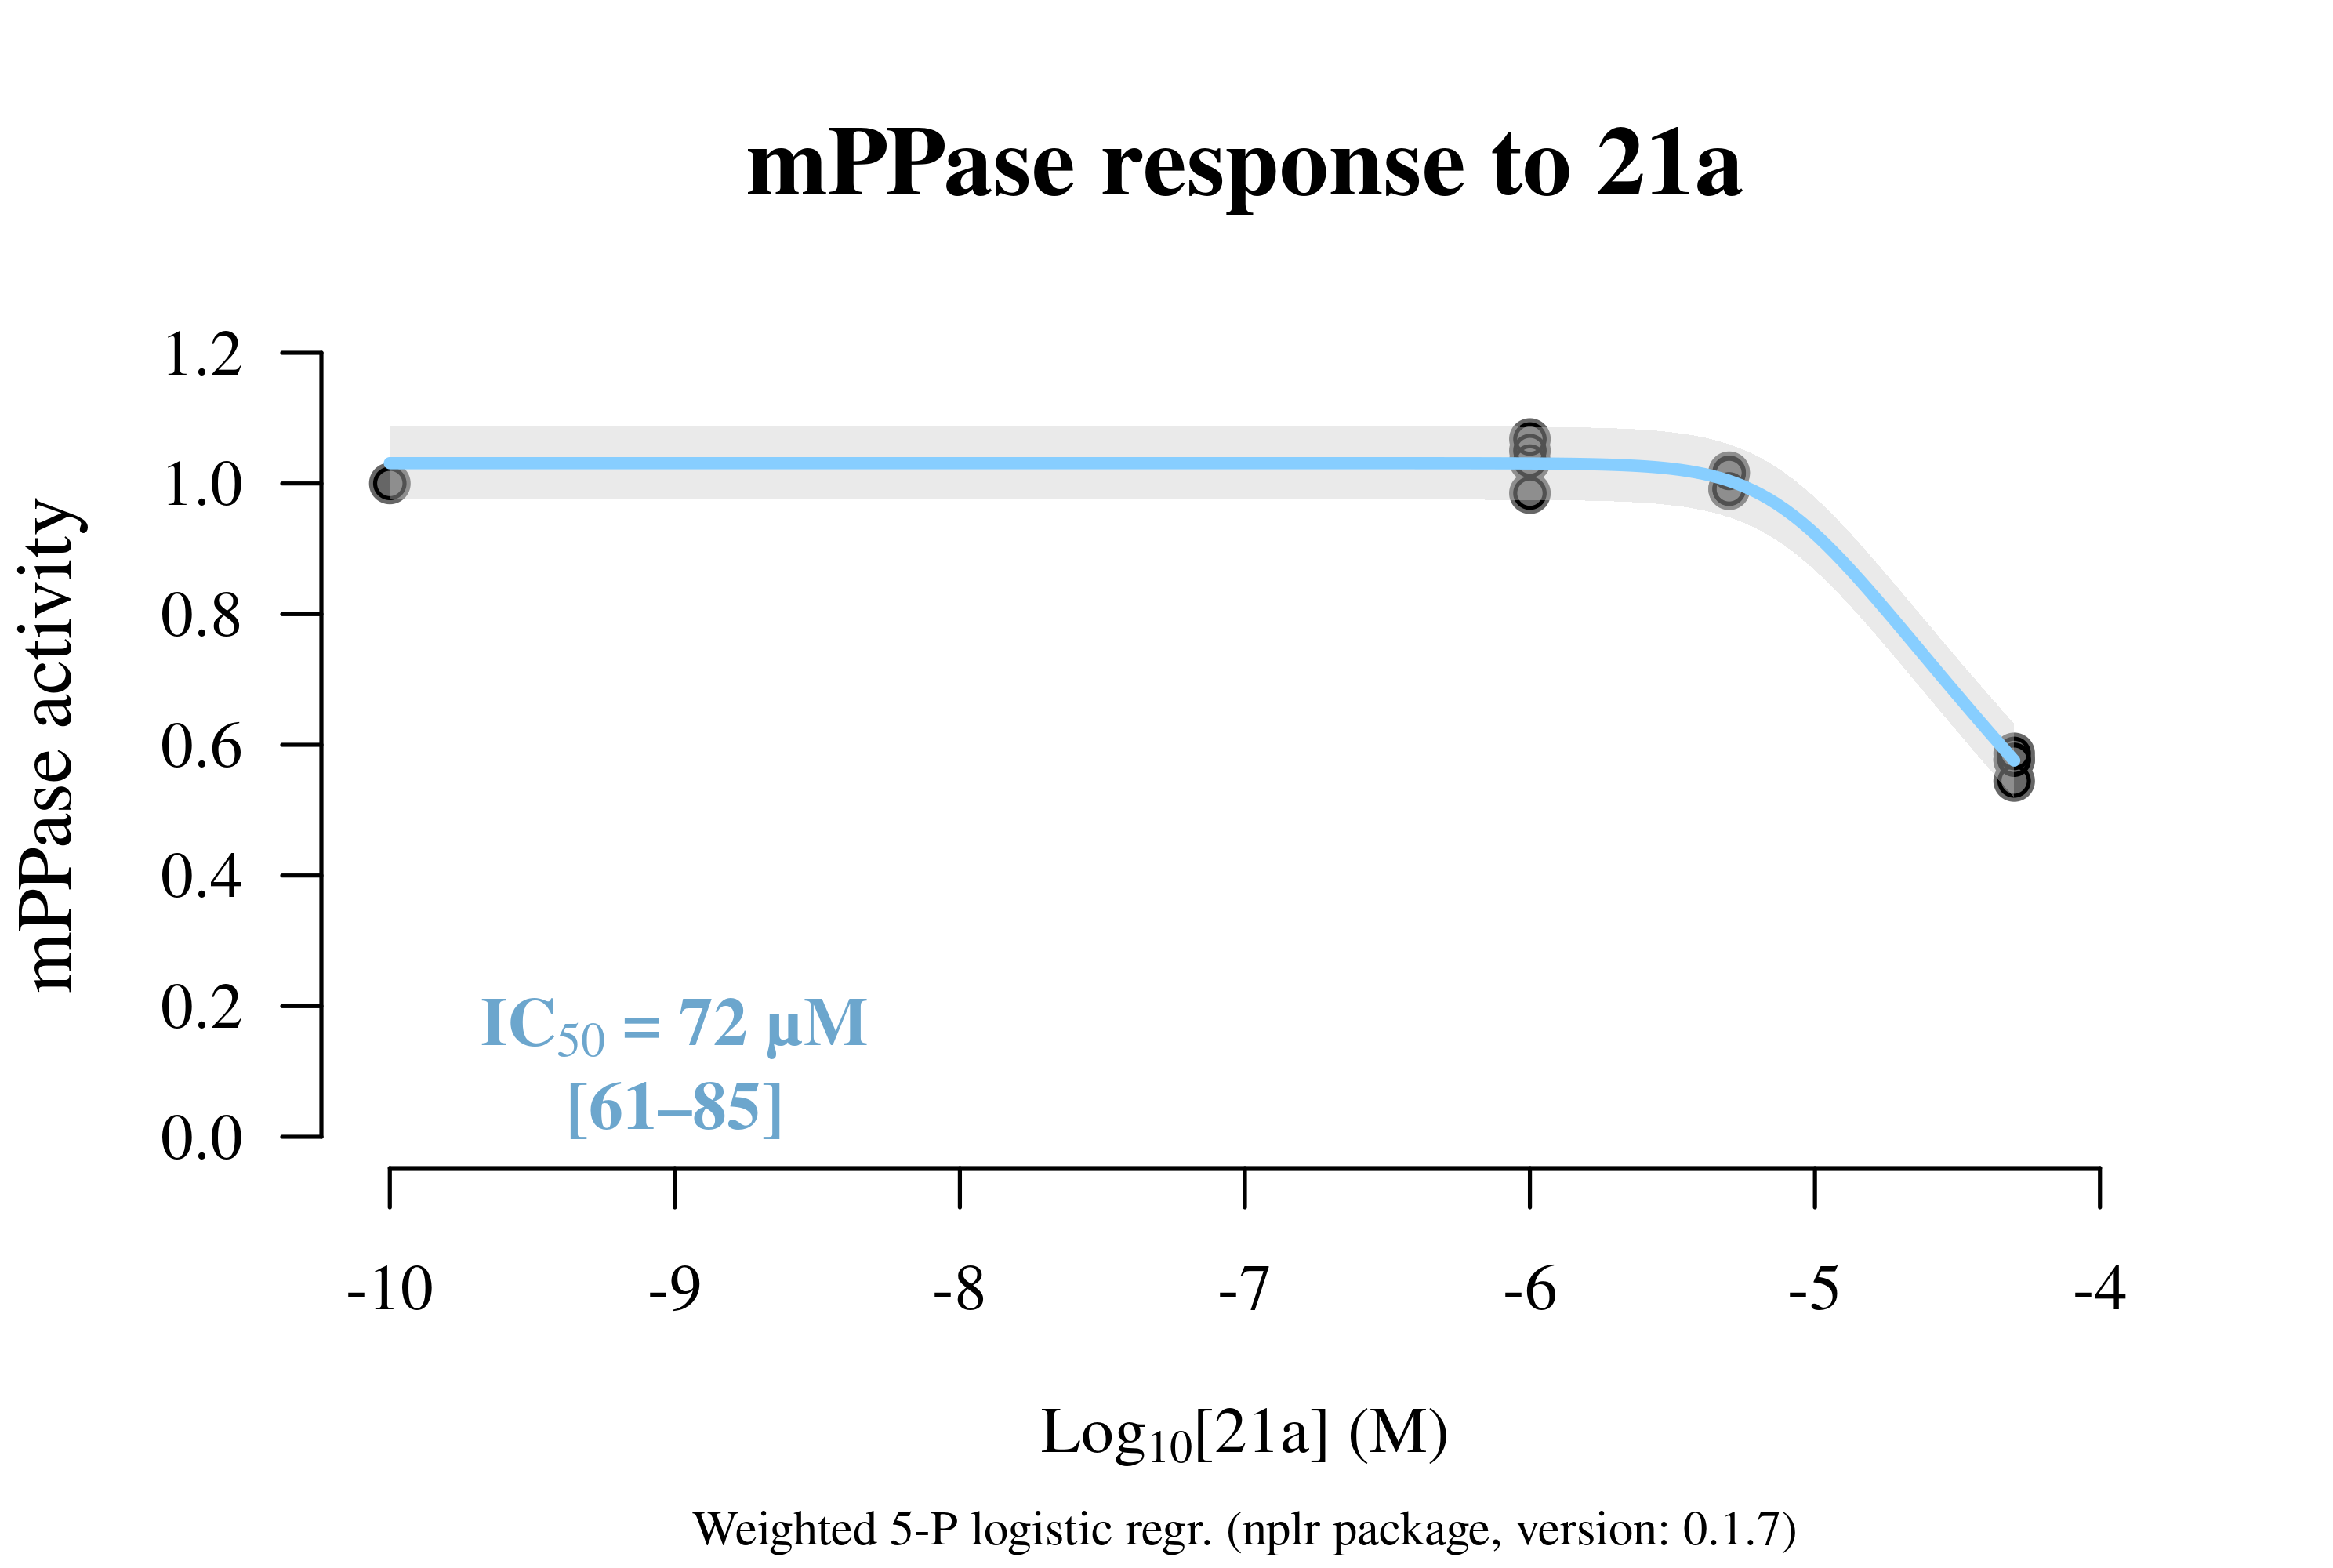 mPPase response to 21a
mPPase activity
1.2
1.0
0.8
0.6
0.4
0.2
0.0
IC50 = 72 μM
[61–85]
-10 -9 -8 -7 -6 -5 -4
Log10[21a] (M)
Weighted 5-P logistic regr. (nplr package, version: 0.1.7)